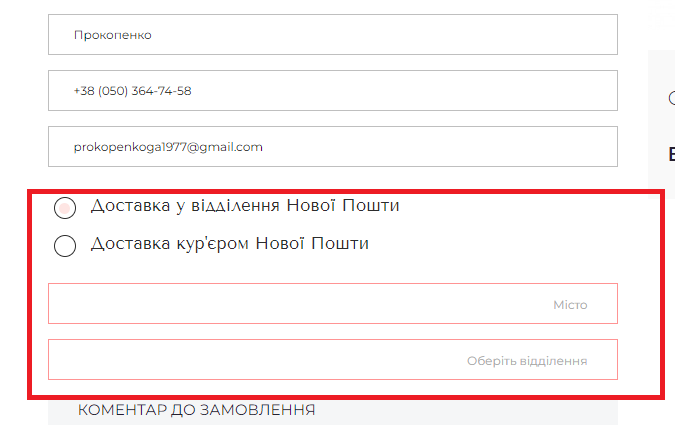 Прокопенко
+38 (050) 364-74-58
prokopenkoga1977@gmail.com
Доставка у відділення Нової Пошти
Доставка кур'єром Нової Пошти
Місто
Оберіть відділення
КОМЕНТАР ДО ЗАМОВЛЕННЯ